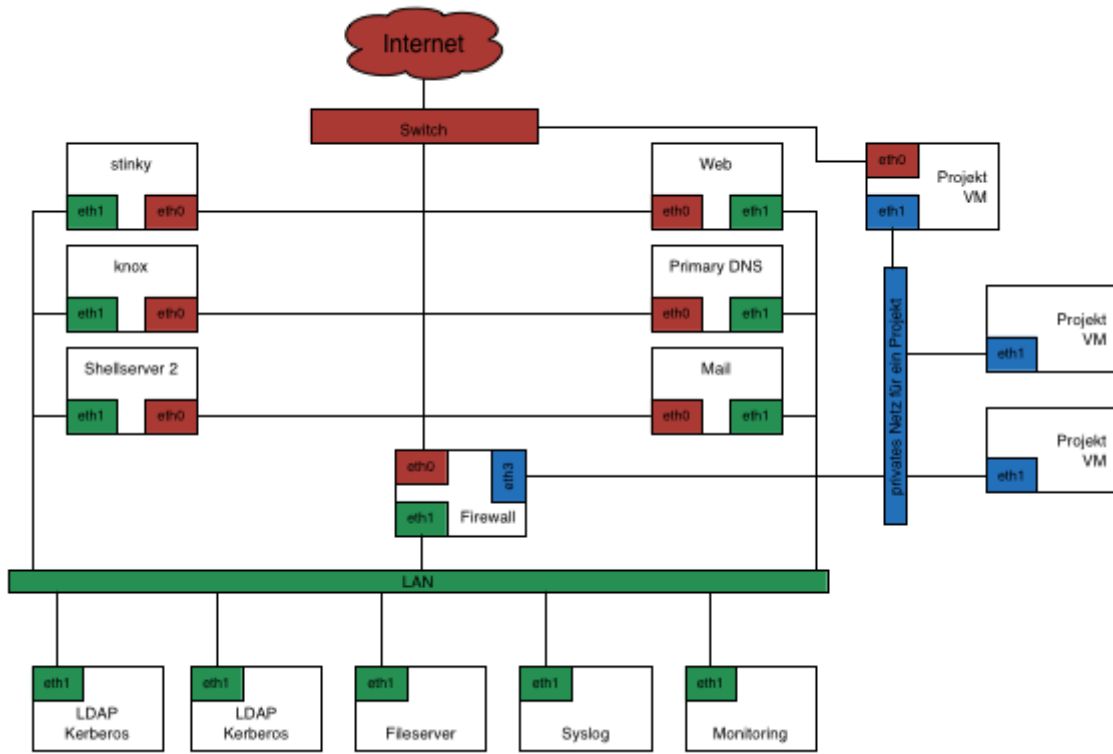 Internet
Switch
stinky
eth1
eth0
Web
eth0
eth1
eth0
Projekt
VM
eth1
knox
eth1
eth0
Primary DNS
eth0
eth1
privates Netz für ein Projekt
Projekt
VM
eth1
Shellserver 2
eth1
eth0
Mail
eth0
eth1
Projekt
VM
eth1
eth0
eth3
eth1
Firewall
LAN
eth1
LDAP
Kerberos
eth1
LDAP
Kerberos
eth1
Fileserver
eth1
Syslog
eth1
Monitoring